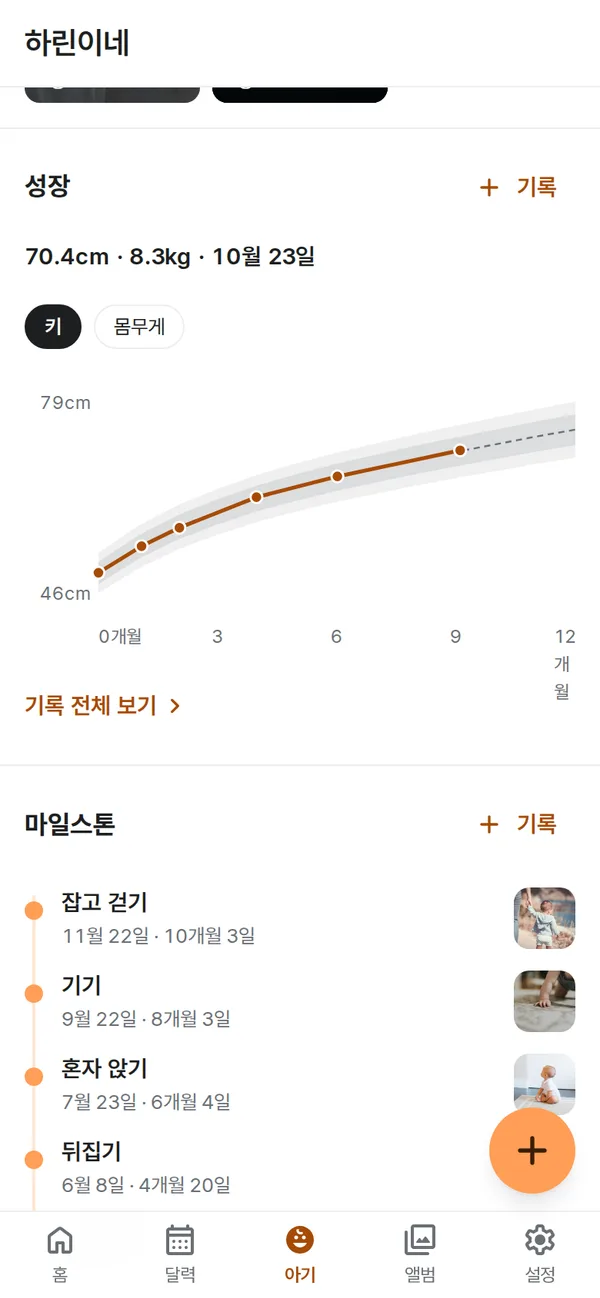 하린이네
성장
+ 기록
70.4cm · 8.3kg · 10월 23일
키
몸무게
79cm
46cm
0개월 3 6 9 12개월
기록 전체 보기 >
마일스톤
+ 기록
잡고 걷기
11월 22일 · 10개월 3일
기기
9월 22일 · 8개월 3일
혼자 앉기
7월 23일 · 6개월 4일
뒤집기
6월 8일 · 4개월 20일
홈 달력 아기 앨범 설정